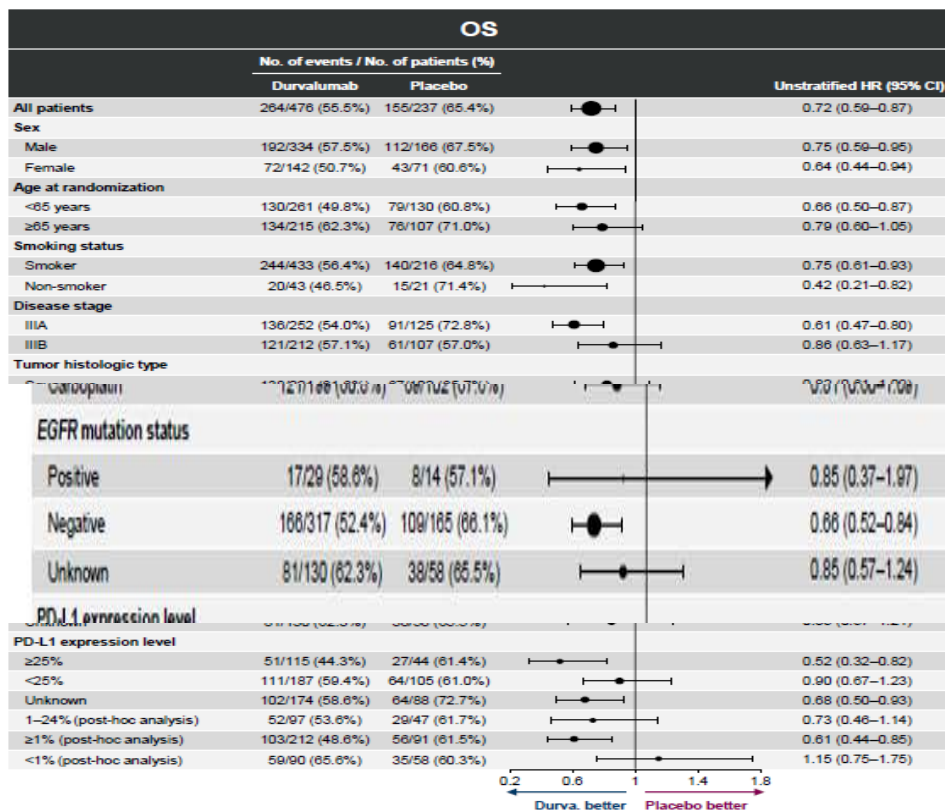 OS
No. of events / No. of patients (%)
Durvalumab Placebo Unstratified HR (95% CI)
All patients 264/476 (55.5%) 155/237 (65.4%) 0.72 (0.59–0.87)
Sex
Male 192/334 (57.5%) 112/166 (67.5%) 0.75 (0.59–0.95)
Female 72/142 (50.7%) 43/71 (60.6%) 0.64 (0.44–0.94)
Age at randomization
<65 years 130/261 (49.8%) 79/130 (60.8%) 0.66 (0.50–0.87)
≥65 years 134/215 (62.3%) 76/107 (71.0%) 0.79 (0.60–1.05)
Smoking status
Smoker 244/433 (56.4%) 140/216 (64.8%) 0.75 (0.61–0.93)
Non-smoker 20/43 (46.5%) 15/21 (71.4%) 0.42 (0.21–0.82)
Disease stage
IIIA 136/252 (54.0%) 91/125 (72.8%) 0.61 (0.47–0.80)
IIIB 121/212 (57.1%) 61/107 (57.0%) 0.86 (0.63–1.17)
Tumor histologic type
Carboplatin
EGFR mutation status
Positive 17/29 (58.6%) 8/14 (57.1%) 0.85 (0.37–1.97)
Negative 166/317 (52.4%) 109/165 (66.1%) 0.66 (0.52–0.84)
Unknown 81/130 (62.3%) 38/58 (65.5%) 0.85 (0.57–1.24)
PD-L1 expression level
PD-L1 expression level
≥25% 51/115 (44.3%) 27/44 (61.4%) 0.52 (0.32–0.82)
<25% 111/187 (59.4%) 64/105 (61.0%) 0.90 (0.67–1.23)
Unknown 102/174 (58.6%) 64/88 (72.7%) 0.68 (0.50–0.93)
1–24% (post-hoc analysis) 52/97 (53.6%) 29/47 (61.7%) 0.73 (0.46–1.14)
≥1% (post-hoc analysis) 103/212 (48.6%) 56/91 (61.5%) 0.61 (0.44–0.85)
<1% (post-hoc analysis) 59/90 (65.6%) 35/58 (60.3%) 1.15 (0.75–1.75)
0.2 0.6 1 1.4 1.8
Durva. better Placebo better